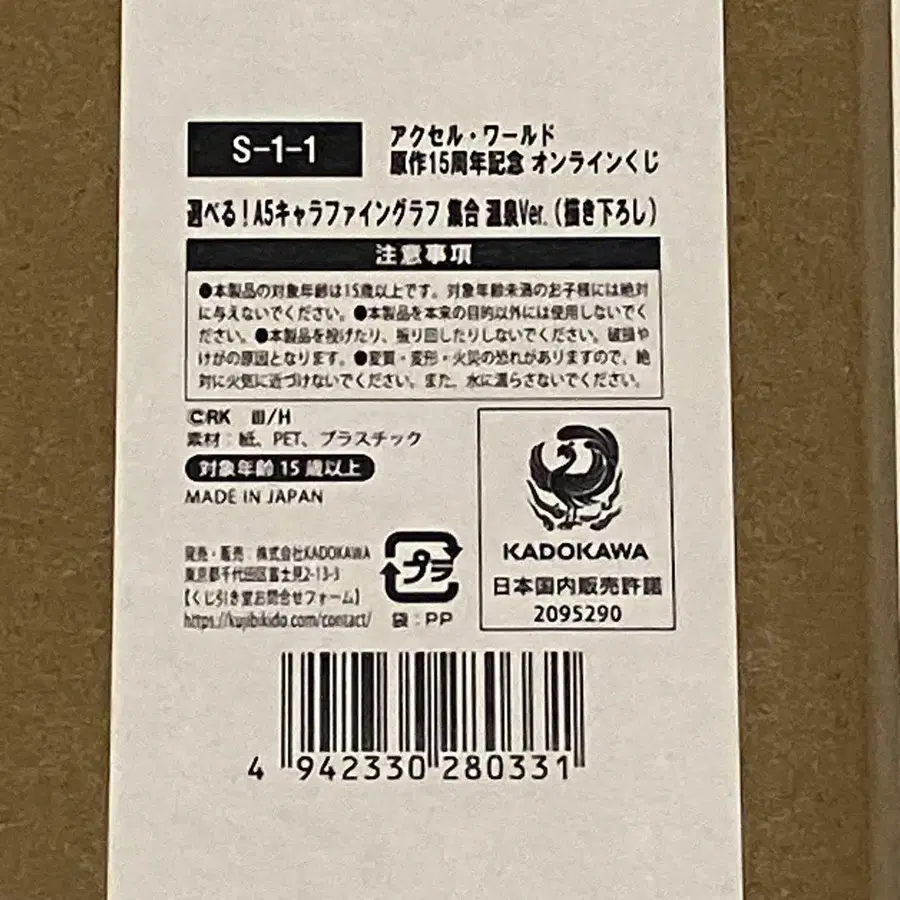 S-1-1
アクセル・ワールド
原作15周年記念 オンラインくじ
選べる！A5キャラファイングラフ 集合 温泉Ver.（描き下ろし）
注意事項
●本製品の対象年齢は15歳以上です。対象年齢未満のお子様には絶対
に与えないでください。●本製品を本来の目的以外には使用しないでく
ださい。●本製品を投げたり、振り回したりしないでください。破損や
けがの原因となります。●変質・変形・火災の恐れがありますので、絶
対に火気に近づけないでください。また、水に濡らさないでください。
©RK Ⅲ/H
素材：紙、PET、プラスチック
対象年齢15歳以上
MADE IN JAPAN
発売・販売：株式会社KADOKAWA
東京都千代田区富士見2-13-3
【くじ引き堂お問合せフォーム】
https://kujibikido.com/contact/
プラ
袋：PP
KADOKAWA
日本国内販売許諾
2095290
4 942330 280331